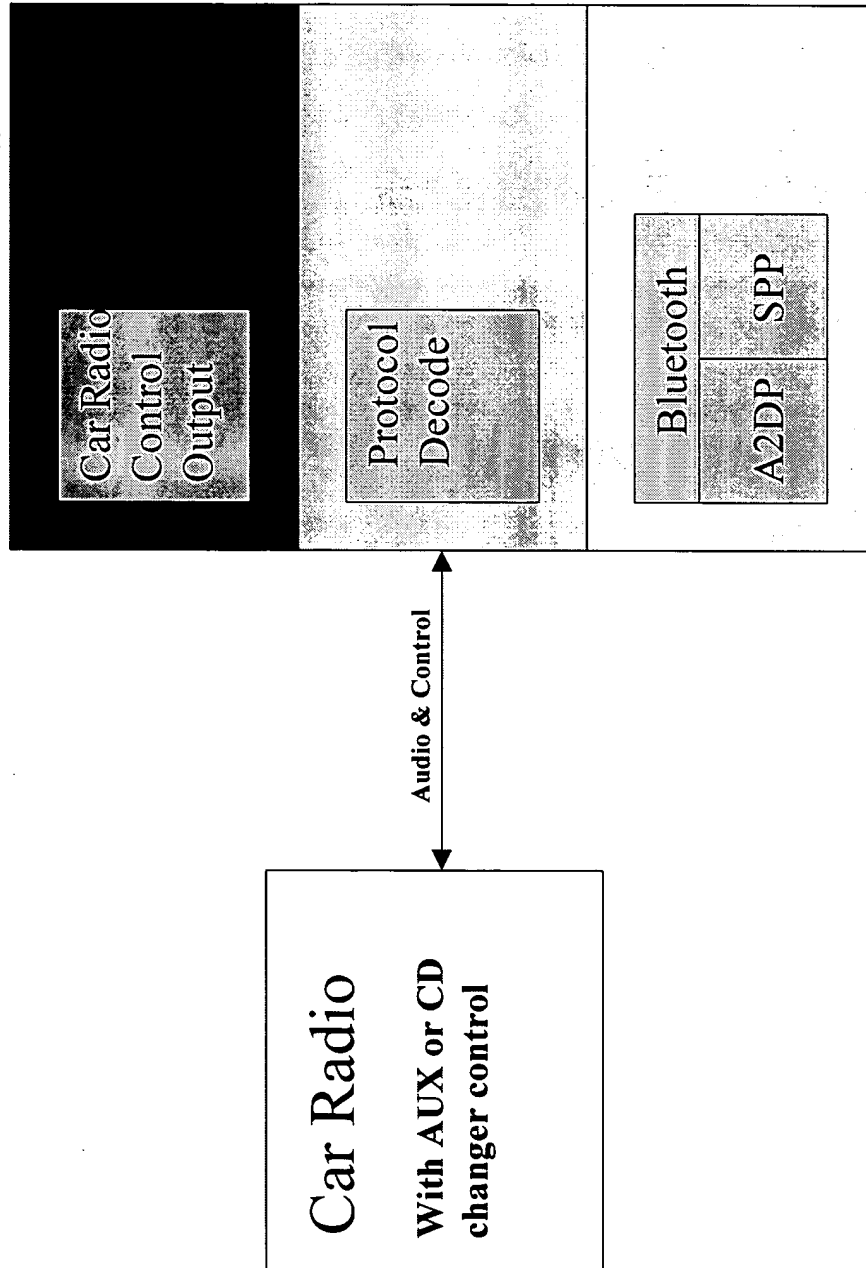 Car Radio
With AUX or CD
changer control
Audio & Control
Car Radio
Control
Output
Protocol
Decode
Bluetooth
A2DP
SPP